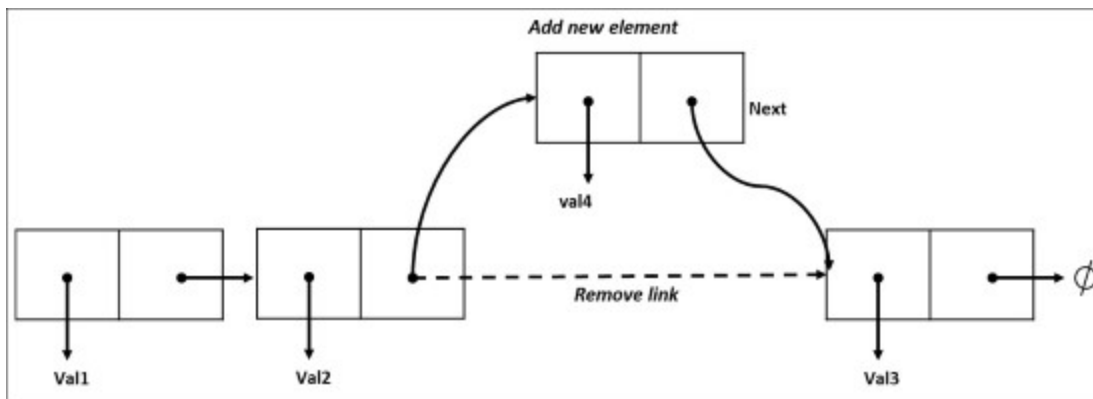 Add new element
Next
val4
Remove link
ϕ
Val1
Val2
Val3